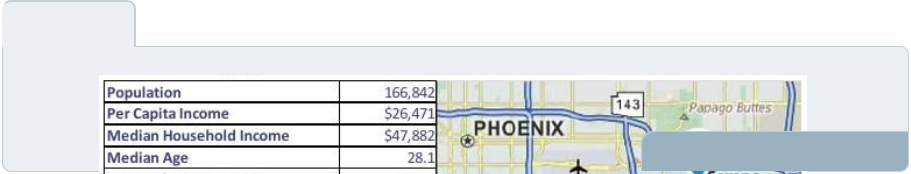 Population 166,842
Per Capita Income $26,471
Median Household Income $47,882
Median Age 28.1
143
Papago Buttes
PHOENIX